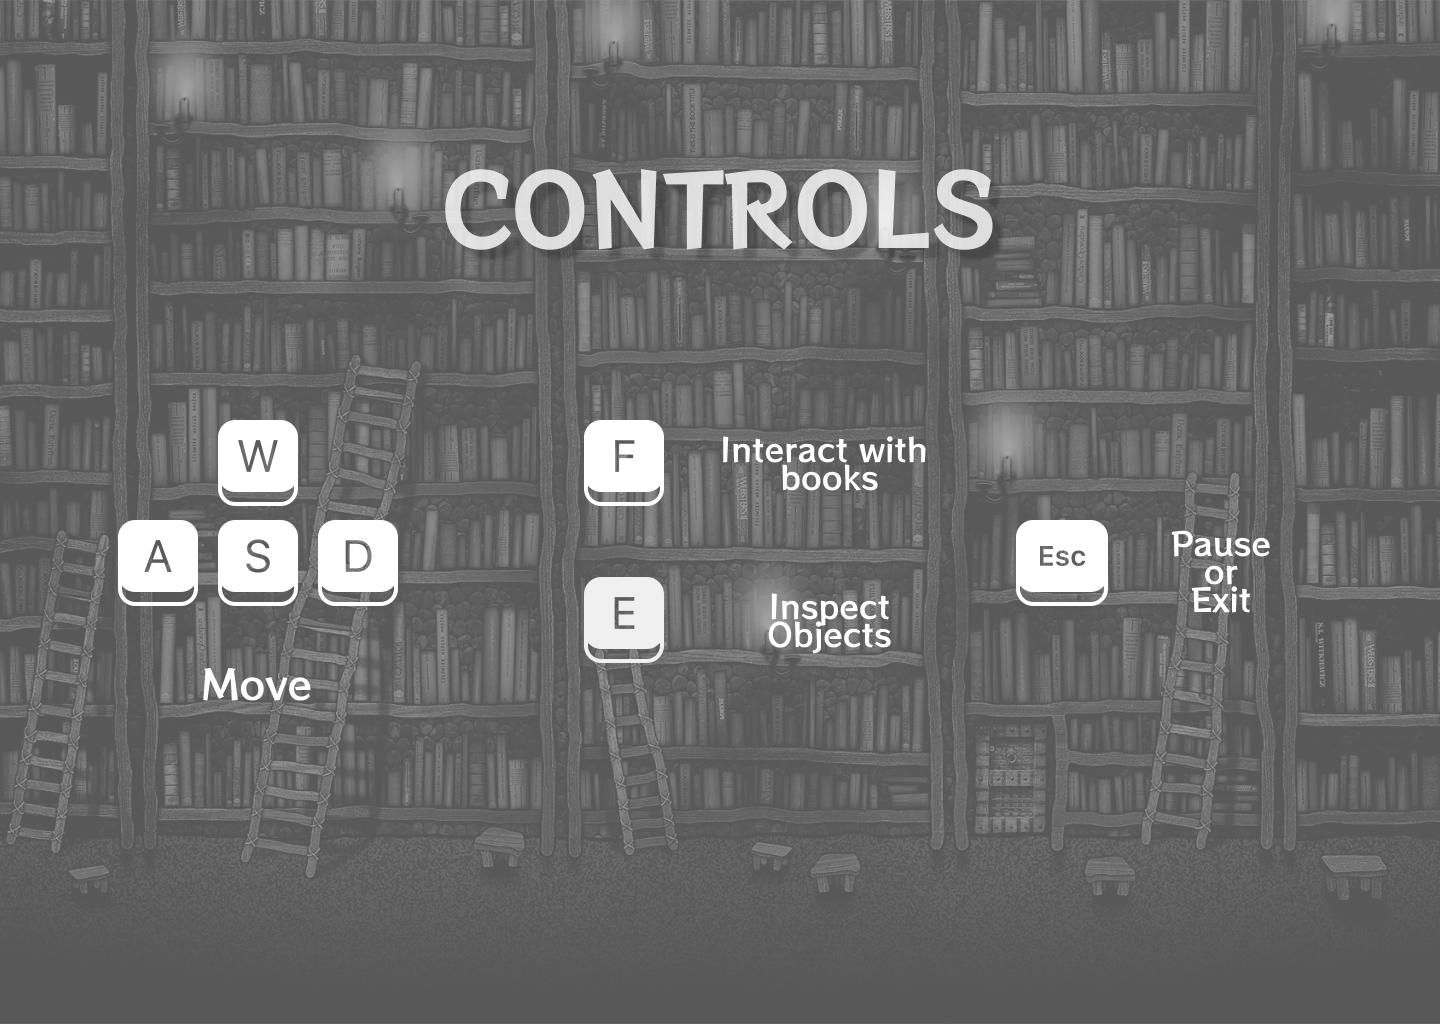 CONTROLS
W
A S D
Move
F
Interact with
books
E
Inspect
Objects
Esc
Pause
or
Exit